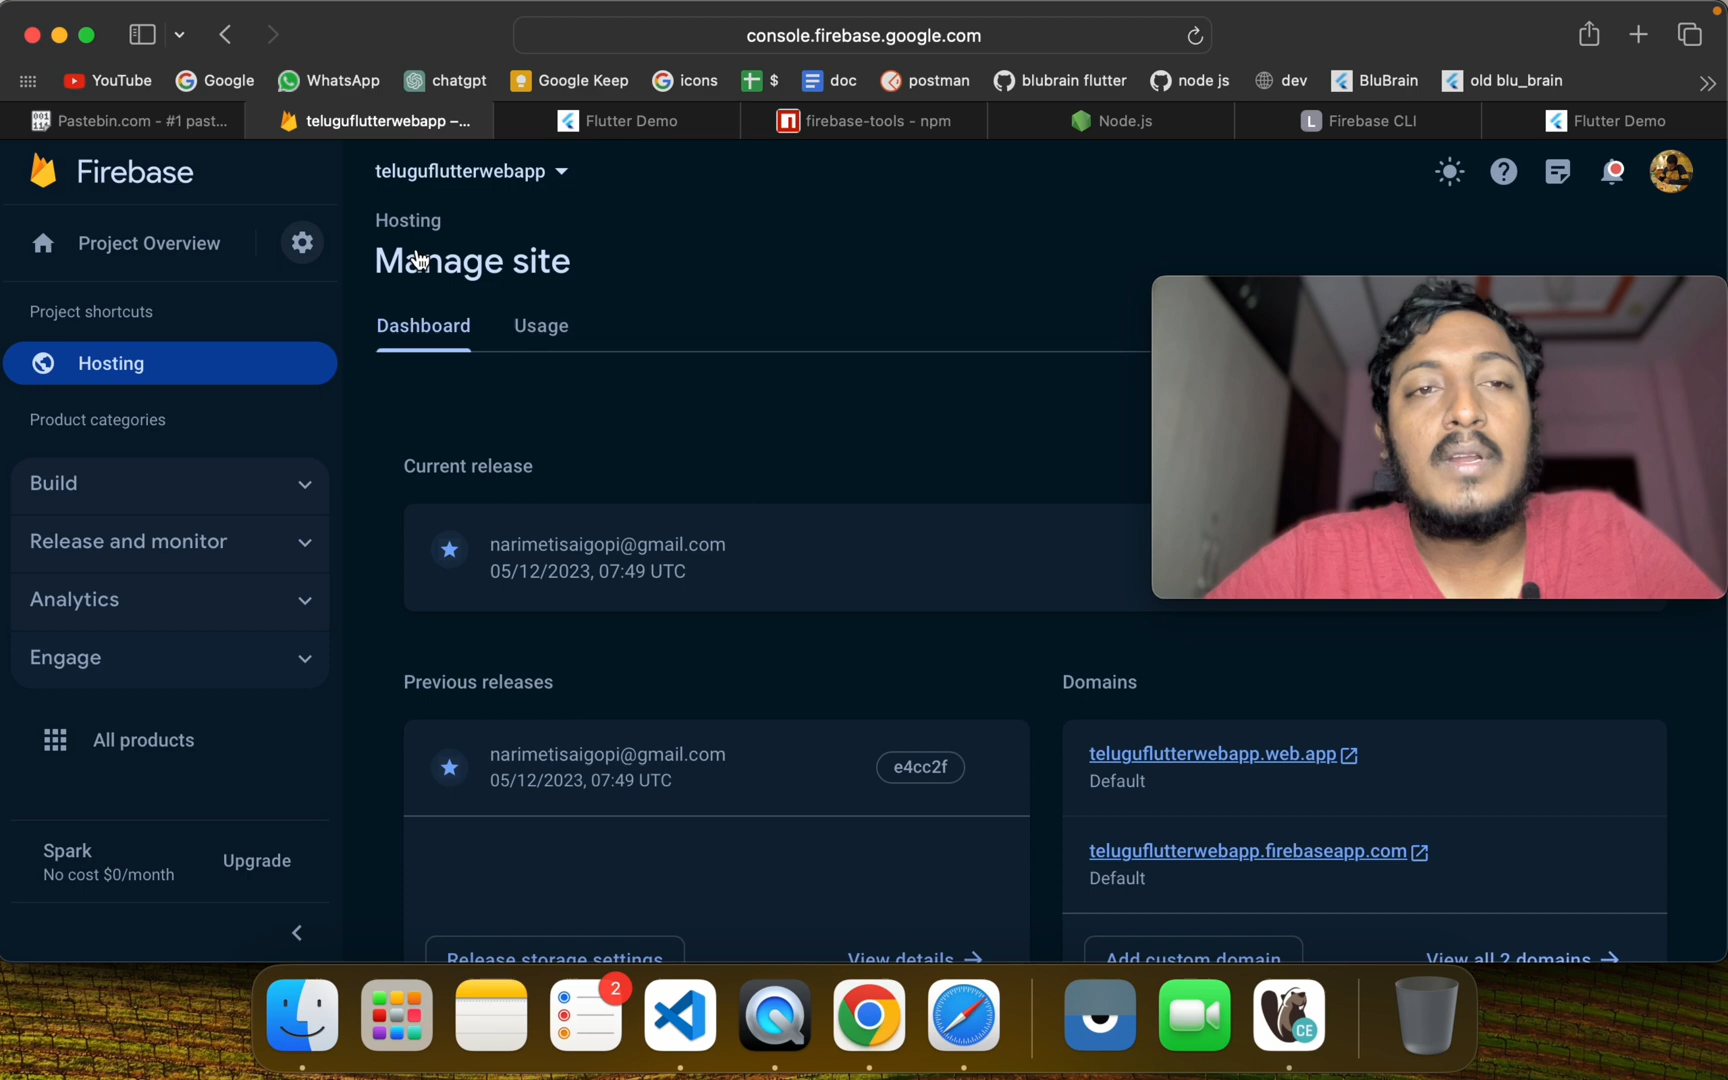 console.firebase.google.com
YouTube Google WhatsApp chatgpt Google Keep icons $ doc postman blubrain flutter node js dev BluBrain old blu_brain
Pastebin.com - #1 past... teluguflutterwebapp –... Flutter Demo firebase-tools - npm Node.js L Firebase CLI Flutter Demo
Firebase
teluguflutterwebapp
Project Overview
Project shortcuts
Hosting
Product categories
Build
Release and monitor
Analytics
Engage
All products
Spark
No cost $0/month
Upgrade
Hosting
Manage site
Dashboard Usage
Current release
narimetisaigopi@gmail.com
05/12/2023, 07:49 UTC
Previous releases
narimetisaigopi@gmail.com
05/12/2023, 07:49 UTC
e4cc2f
Release storage settings View details
Domains
teluguflutterwebapp.web.app
Default
teluguflutterwebapp.firebaseapp.com
Default
Add custom domain View all 2 domains
2
CE